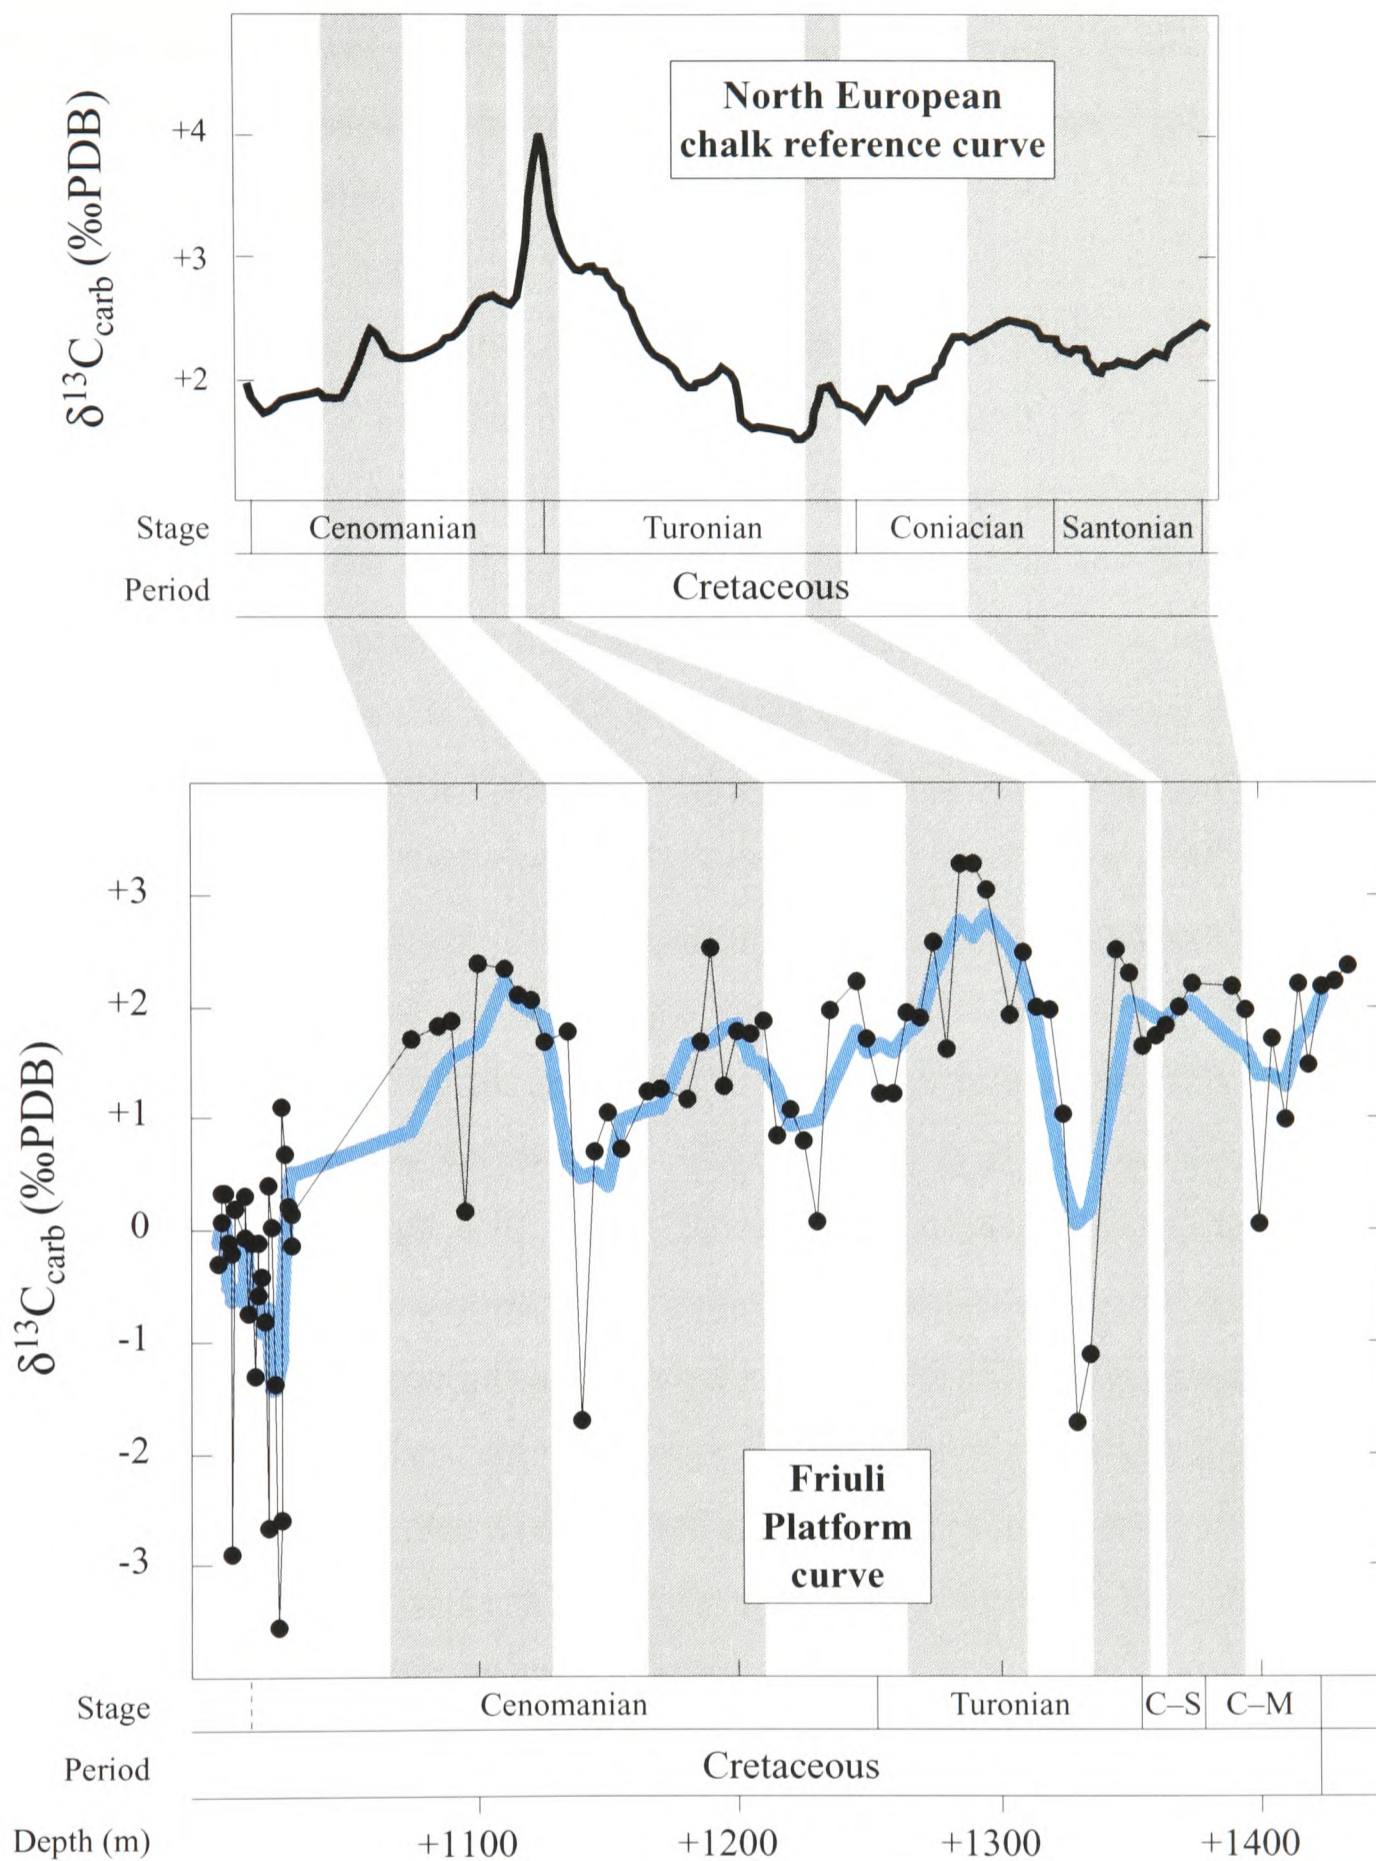 North European
chalk reference curve
δ13Ccarb (‰PDB)
+4
+3
+2
Stage Cenomanian Turonian Coniacian Santonian
Period Cretaceous
δ13Ccarb (‰PDB)
+3
+2
+1
0
-1
-2
-3
Friuli
Platform
curve
Stage Cenomanian Turonian C–S C–M
Period Cretaceous
Depth (m) +1100 +1200 +1300 +1400